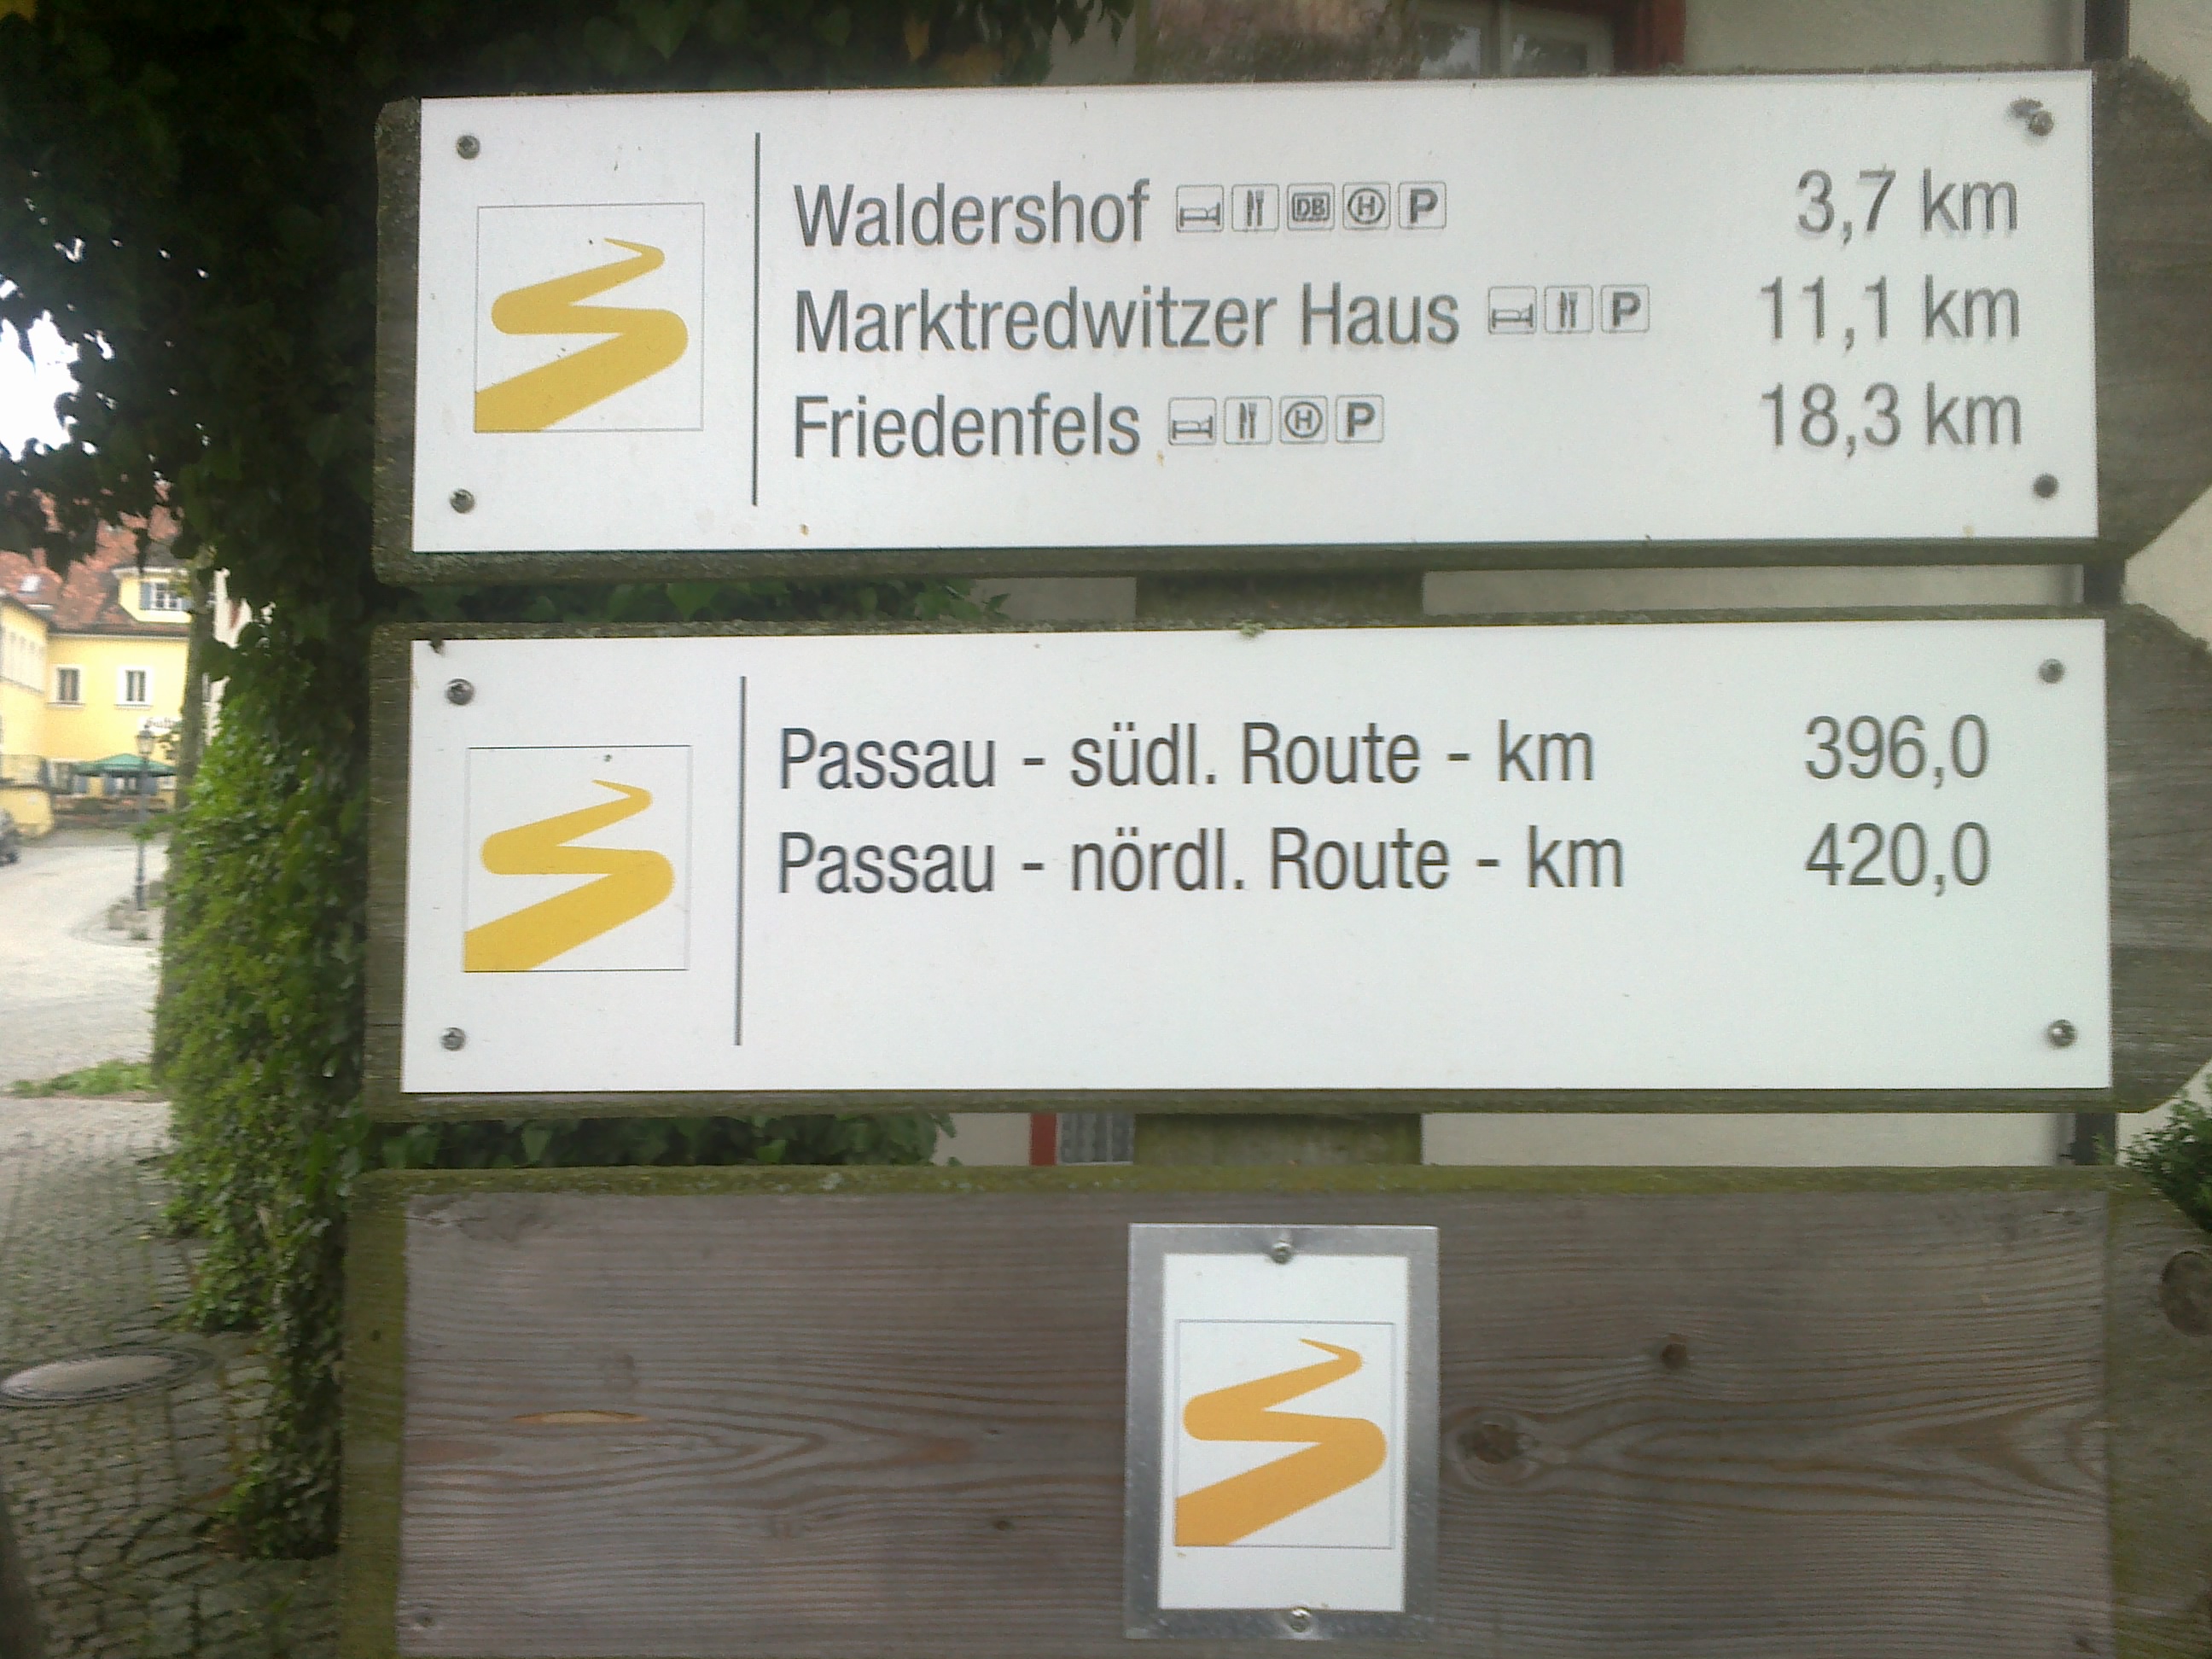 Waldershof DB H P 3,7 km
Marktredwitzer Haus P 11,1 km
Friedenfels H P 18,3 km
Passau - südl. Route - km 396,0
Passau - nördl. Route - km 420,0